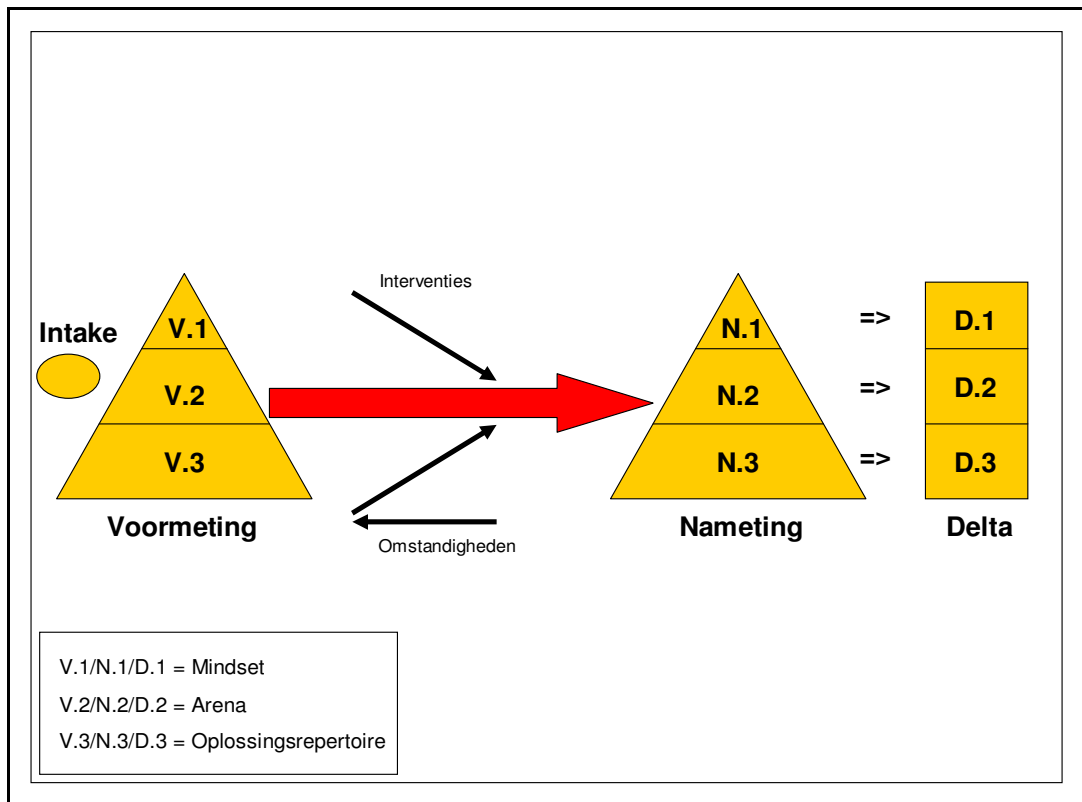 Interventies
Intake
V.1
V.2
V.3
N.1
N.2
N.3
=>
=>
=>
D.1
D.2
D.3
Voormeting
Omstandigheden
Nameting
Delta
V.1/N.1/D.1 = Mindset
V.2/N.2/D.2 = Arena
V.3/N.3/D.3 = Oplossingsrepertoire